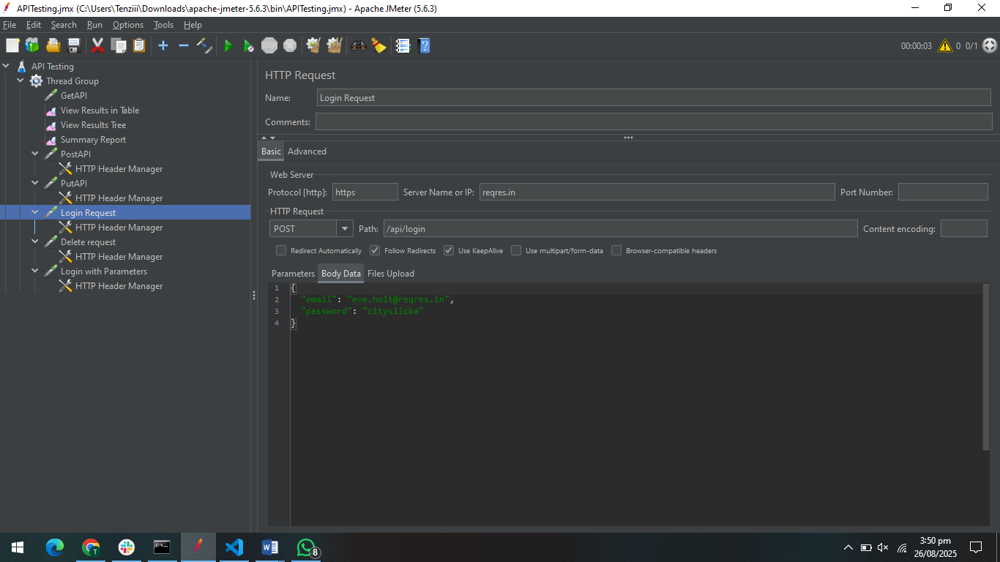 APITesting.jmx (C:\Users\Tenziii\Downloads\apache-jmeter-5.6.3\bin\APITesting.jmx) - Apache JMeter (5.6.3)
File Edit Search Run Options Tools Help
STOP
00:00:03 0 0/1
API Testing
Thread Group
GetAPI
View Results in Table
View Results Tree
Summary Report
PostAPI
HTTP Header Manager
PutAPI
HTTP Header Manager
Login Request
HTTP Header Manager
Delete request
HTTP Header Manager
Login with Parameters
HTTP Header Manager
HTTP Request
Name: Login Request
Comments:
Basic Advanced
Web Server
Protocol [http]: https Server Name or IP: reqres.in Port Number:
HTTP Request
POST Path: /api/login Content encoding:
Redirect Automatically Follow Redirects Use KeepAlive Use multipart/form-data Browser-compatible headers
Parameters Body Data Files Upload
1 {
2 "email": "eve.holt@reqres.in",
3 "password": "cityslicka"
4 }
T
W
8
3:50 pm
26/08/2025